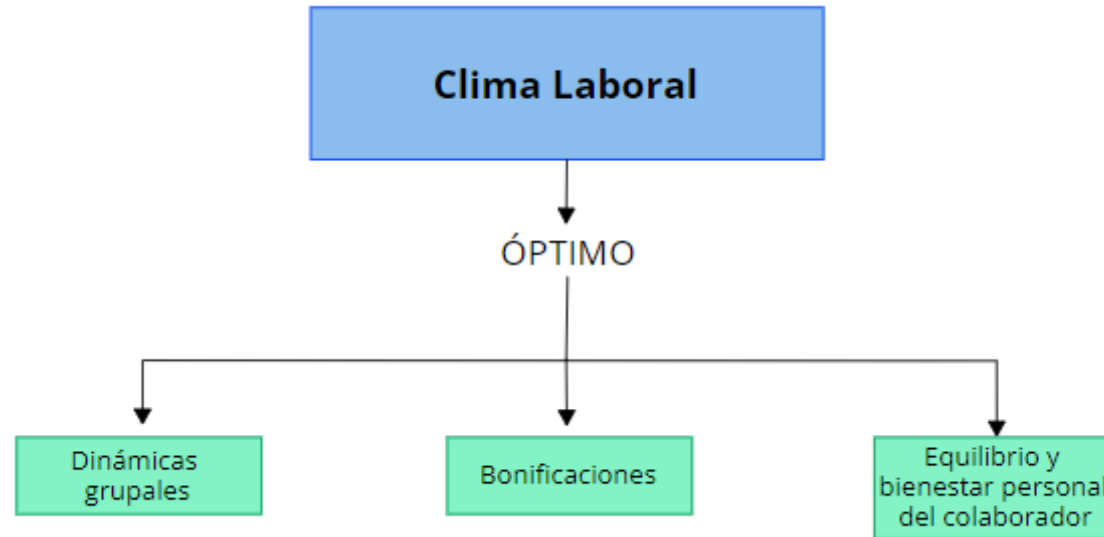 Clima Laboral
ÓPTIMO
Dinámicas
grupales
Bonificaciones
Equilibrio y
bienestar personal
del colaborador